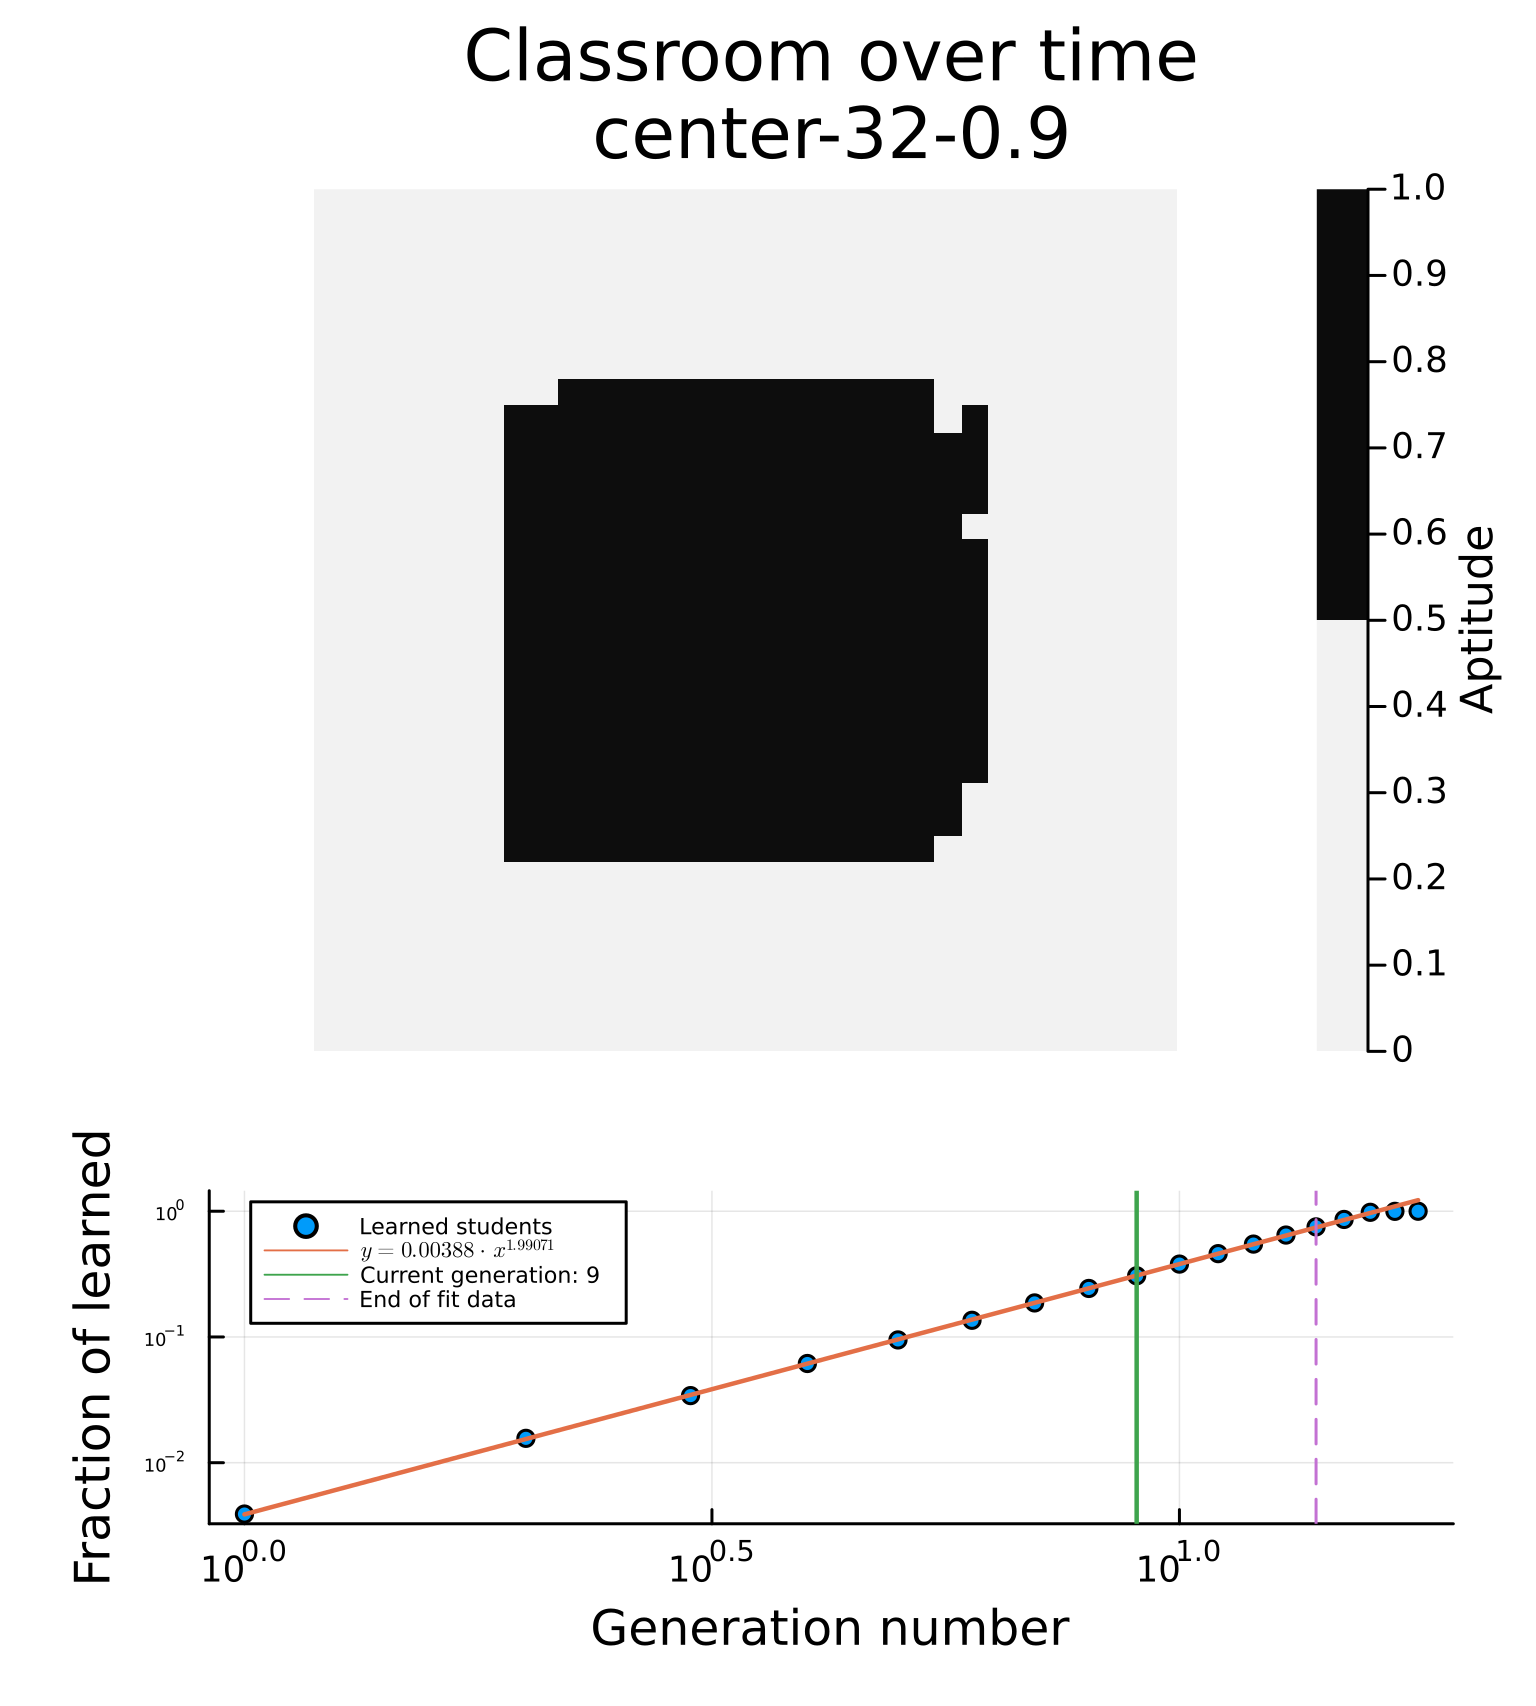 Classroom over time
center-32-0.9
1.0
0.9
0.8
0.7
0.6
0.5
0.4
0.3
0.2
0.1
0
Aptitude
Fraction of learned
10^0
10^−1
10^−2
Learned students
y = 0.00388 · x^1.99071
Current generation: 9
End of fit data
10^0.0
10^0.5
10^1.0
Generation number